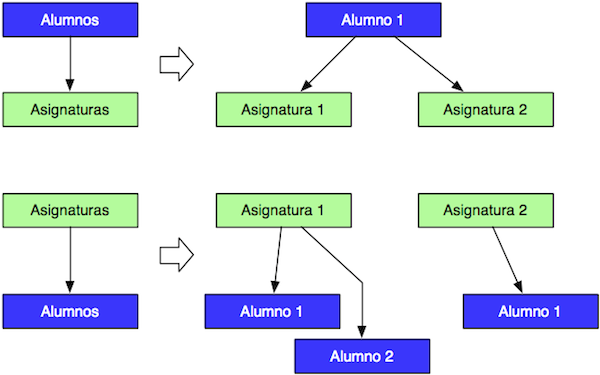 Alumnos
Alumno 1
Asignaturas
Asignatura 1
Asignatura 2
Asignaturas
Asignatura 1
Asignatura 2
Alumnos
Alumno 1
Alumno 1
Alumno 2